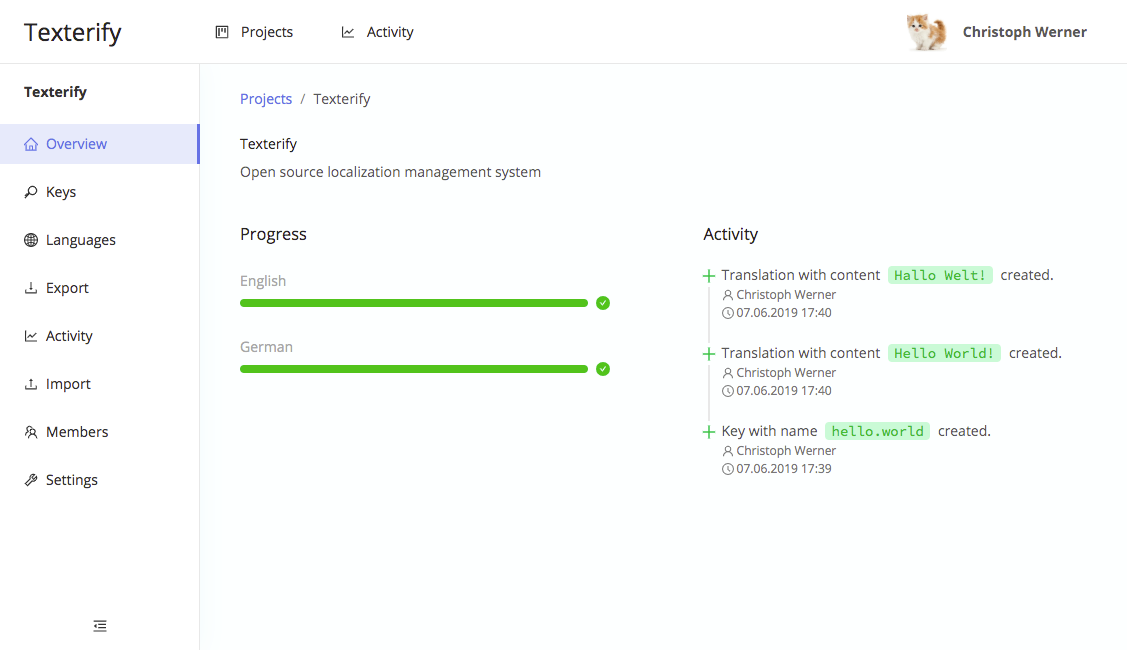 Texterify
Projects
Activity
Christoph Werner
Texterify
Overview
Keys
Languages
Export
Activity
Import
Members
Settings
Projects / Texterify
Texterify
Open source localization management system
Progress
English
German
Activity
Translation with content Hallo Welt! created.
Christoph Werner
07.06.2019 17:40
Translation with content Hello World! created.
Christoph Werner
07.06.2019 17:40
Key with name hello.world created.
Christoph Werner
07.06.2019 17:39